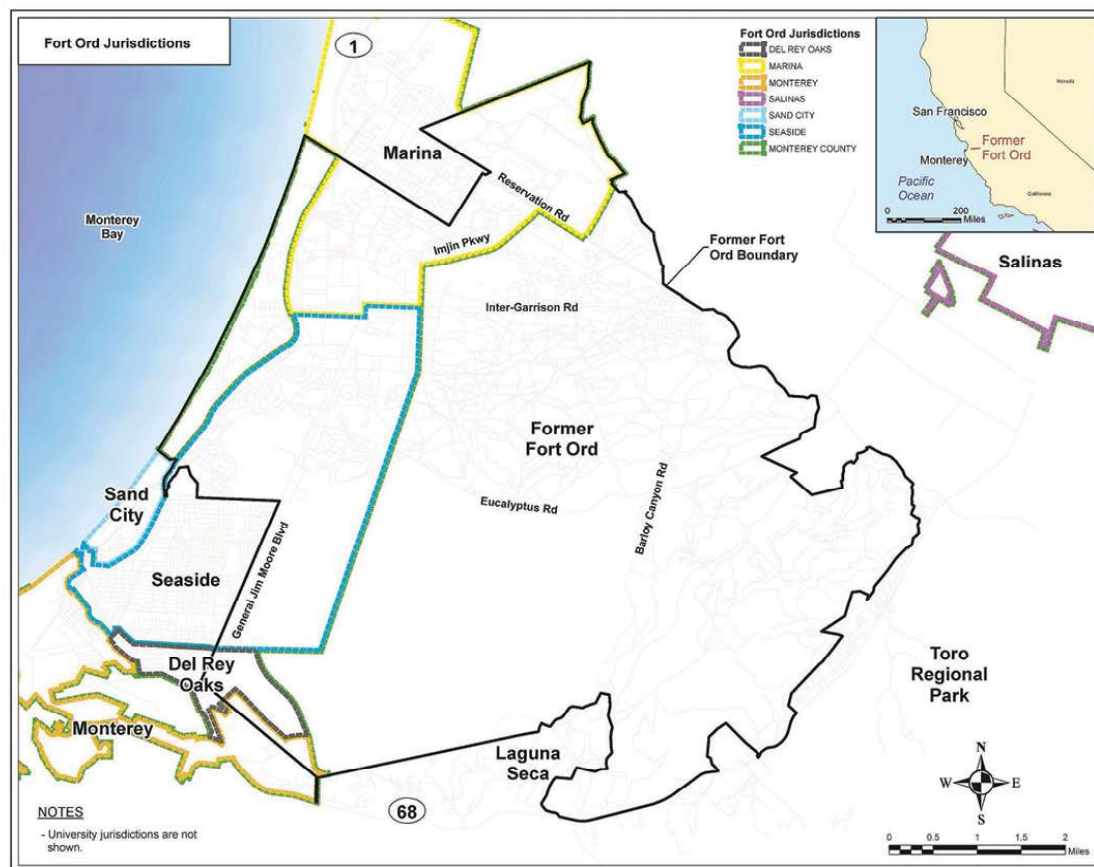 Fort Ord Jurisdictions
1
Fort Ord Jurisdictions
DEL REY OAKS
MARINA
MONTEREY
SALINAS
SAND CITY
SEASIDE
MONTEREY COUNTY
Nevada
San Francisco
Former
Fort Ord
Monterey
Pacific
Ocean
California
0 200
Miles
Marina
Reservation Rd
Monterey
Bay
Imjin Pkwy
Former Fort
Ord Boundary
Salinas
Inter-Garrison Rd
Former
Fort Ord
Sand
City
Eucalyptus Rd
Barloy Canyon Rd
General Jim Moore Blvd
Seaside
Del Rey
Oaks
Toro
Regional
Park
Monterey
Laguna
Seca
68
N
W E
S
NOTES
- University jurisdictions are not
shown.
0 0.5 1 1.5 2
Miles